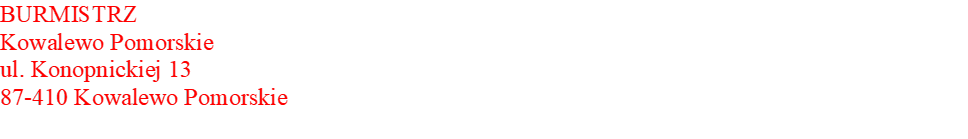 BURMISTRZ
Kowalewo Pomorskie
ul. Konopnickiej 13
87-410 Kowalewo Pomorskie